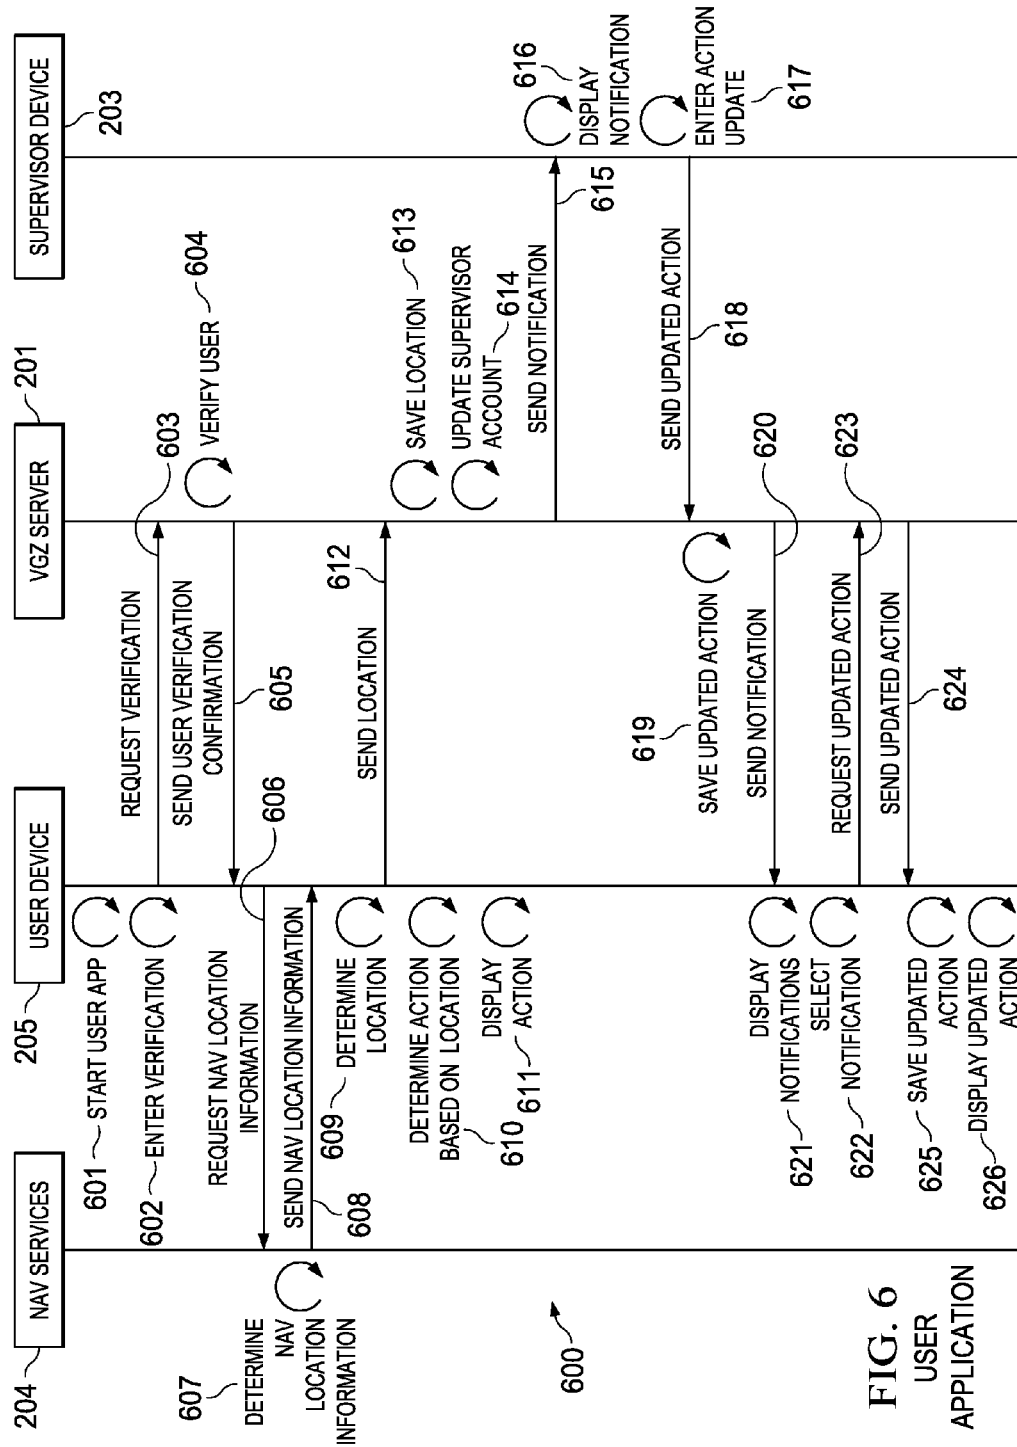 204
NAV SERVICES
205
USER DEVICE
201
VGZ SERVER
203
SUPERVISOR DEVICE
601
START USER APP
602
ENTER VERIFICATION
REQUEST VERIFICATION
603
VERIFY USER
604
SEND USER VERIFICATION
CONFIRMATION
605
REQUEST NAV LOCATION
INFORMATION
606
607
DETERMINE
NAV
LOCATION
INFORMATION
SEND NAV LOCATION INFORMATION
608
609
DETERMINE
LOCATION
SEND LOCATION
612
DETERMINE ACTION
BASED ON LOCATION
610
DISPLAY
ACTION
611
SAVE LOCATION
613
UPDATE SUPERVISOR
ACCOUNT
614
SEND NOTIFICATION
615
616
DISPLAY
NOTIFICATION
ENTER ACTION
UPDATE
617
SEND UPDATED ACTION
618
619
SAVE UPDATED ACTION
SEND NOTIFICATION
620
DISPLAY
NOTIFICATIONS
621
SELECT
NOTIFICATION
622
REQUEST UPDATED ACTION
623
SEND UPDATED ACTION
624
SAVE UPDATED
ACTION
625
DISPLAY UPDATED
ACTION
626
600
FIG. 6
USER
APPLICATION